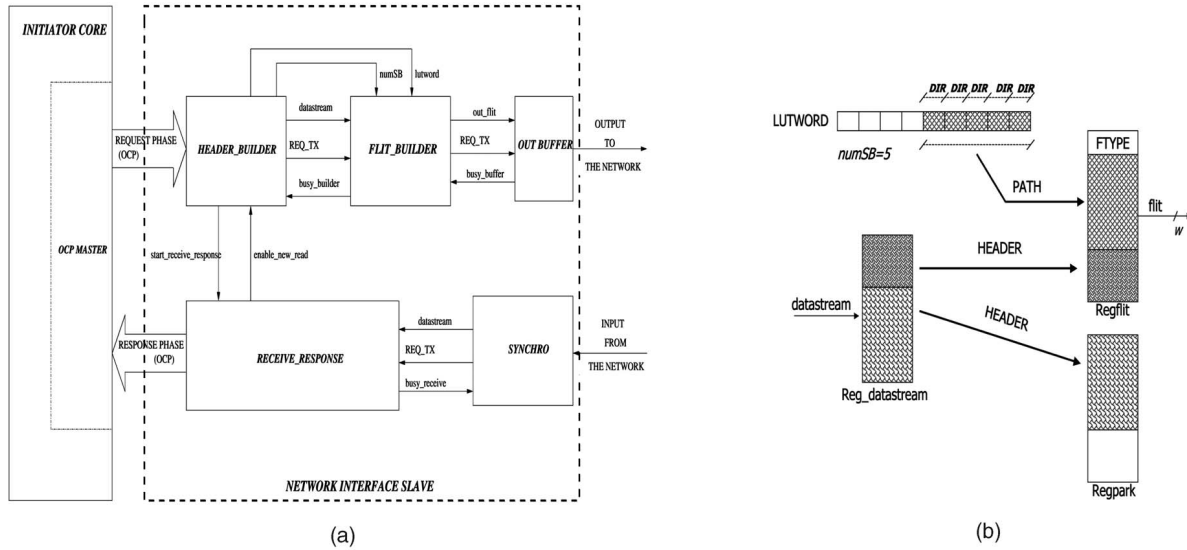 INITIATOR CORE
OCP MASTER
REQUEST PHASE
(OCP)
RESPONSE PHASE
(OCP)
numSB
lutword
HEADER_BUILDER
datastream
REQ_TX
busy_builder
FLIT_BUILDER
out_flit
REQ_TX
busy_buffer
OUT BUFFER
OUTPUT
TO
THE NETWORK
start_receive_response
enable_new_read
RECEIVE_RESPONSE
datastream
REQ_TX
busy_receive
SYNCHRO
INPUT
FROM
THE NETWORK
NETWORK INTERFACE SLAVE
(a)
DIR DIR DIR DIR DIR
LUTWORD
numSB=5
PATH
FTYPE
flit
w
HEADER
Regflit
datastream
HEADER
Reg_datastream
Regpark
(b)